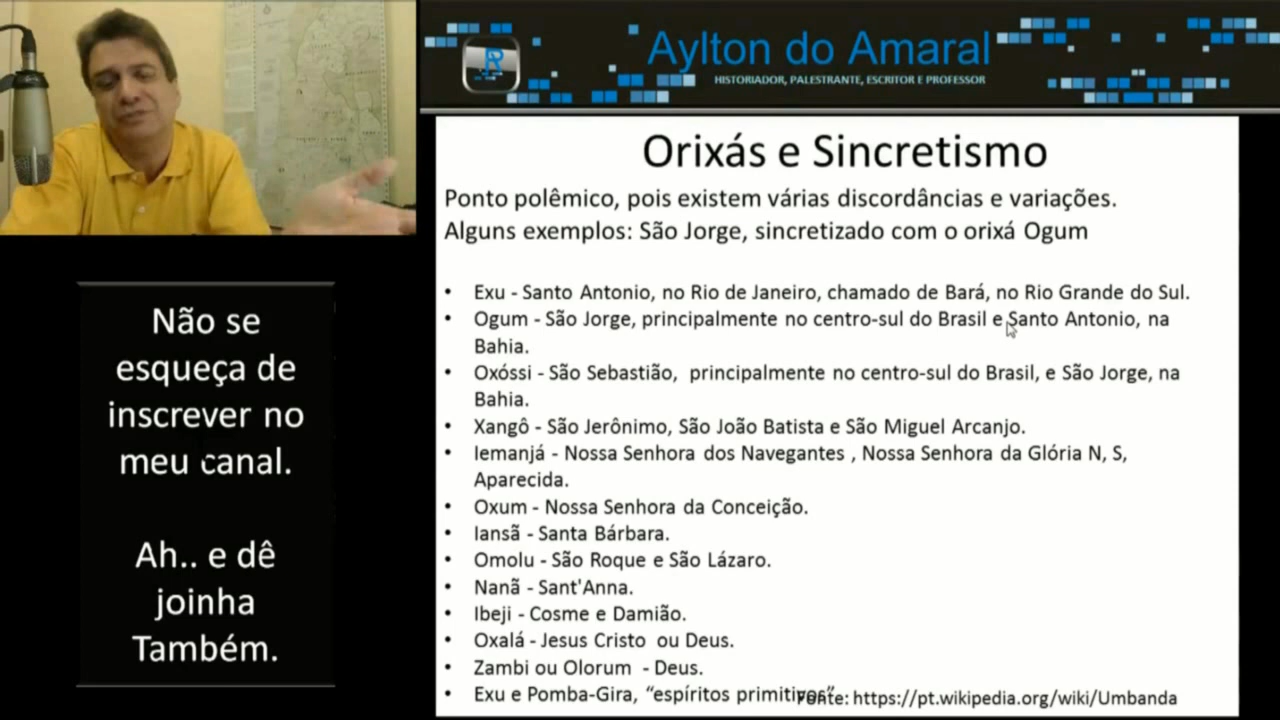 Aylton do Amaral
HISTORIADOR, PALESTRANTE, ESCRITOR E PROFESSOR
Orixás e Sincretismo
Ponto polêmico, pois existem várias discordâncias e variações.
Alguns exemplos: São Jorge, sincretizado com o orixá Ogum
• Exu - Santo Antonio, no Rio de Janeiro, chamado de Bará, no Rio Grande do Sul.
• Ogum - São Jorge, principalmente no centro-sul do Brasil e Santo Antonio, na
Bahia.
• Oxóssi - São Sebastião, principalmente no centro-sul do Brasil, e São Jorge, na
Bahia.
• Xangô - São Jerônimo, São João Batista e São Miguel Arcanjo.
• Iemanjá - Nossa Senhora dos Navegantes , Nossa Senhora da Glória N, S,
Aparecida.
• Oxum - Nossa Senhora da Conceição.
• Iansã - Santa Bárbara.
• Omolu - São Roque e São Lázaro.
• Nanã - Sant'Anna.
• Ibeji - Cosme e Damião.
• Oxalá - Jesus Cristo ou Deus.
• Zambi ou Olorum - Deus.
• Exu e Pomba-Gira, “espíritos primitivos”.
Fonte: https://pt.wikipedia.org/wiki/Umbanda
Não se
esqueça de
inscrever no
meu canal.
Ah.. e dê
joinha
Também.